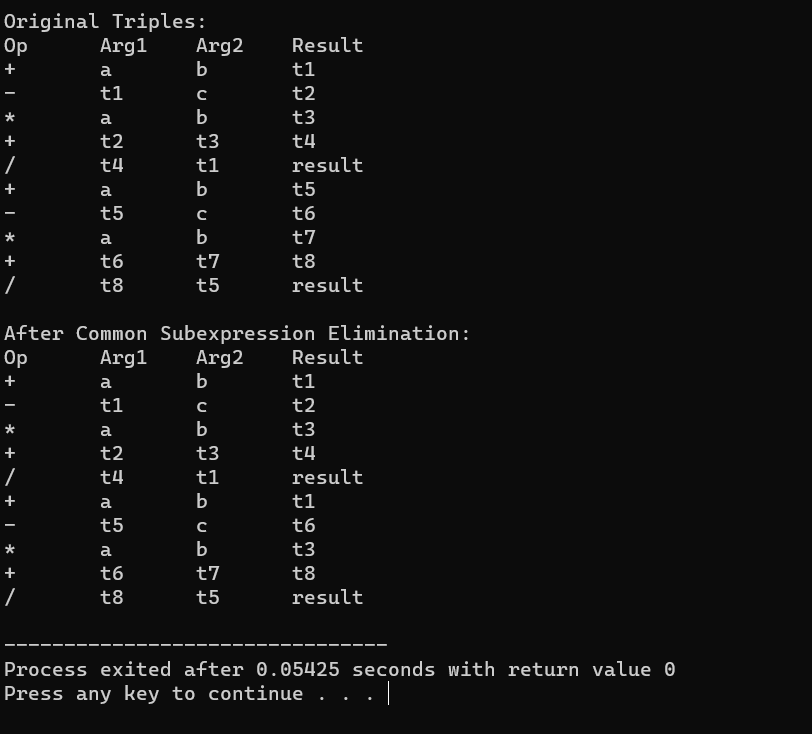 Original Triples:
Op Arg1 Arg2 Result
+ a b t1
- t1 c t2
* a b t3
+ t2 t3 t4
/ t4 t1 result
+ a b t5
- t5 c t6
* a b t7
+ t6 t7 t8
/ t8 t5 result
After Common Subexpression Elimination:
Op Arg1 Arg2 Result
+ a b t1
- t1 c t2
* a b t3
+ t2 t3 t4
/ t4 t1 result
+ a b t1
- t5 c t6
* a b t3
+ t6 t7 t8
/ t8 t5 result
--------------------------------
Process exited after 0.05425 seconds with return value 0
Press any key to continue . . .